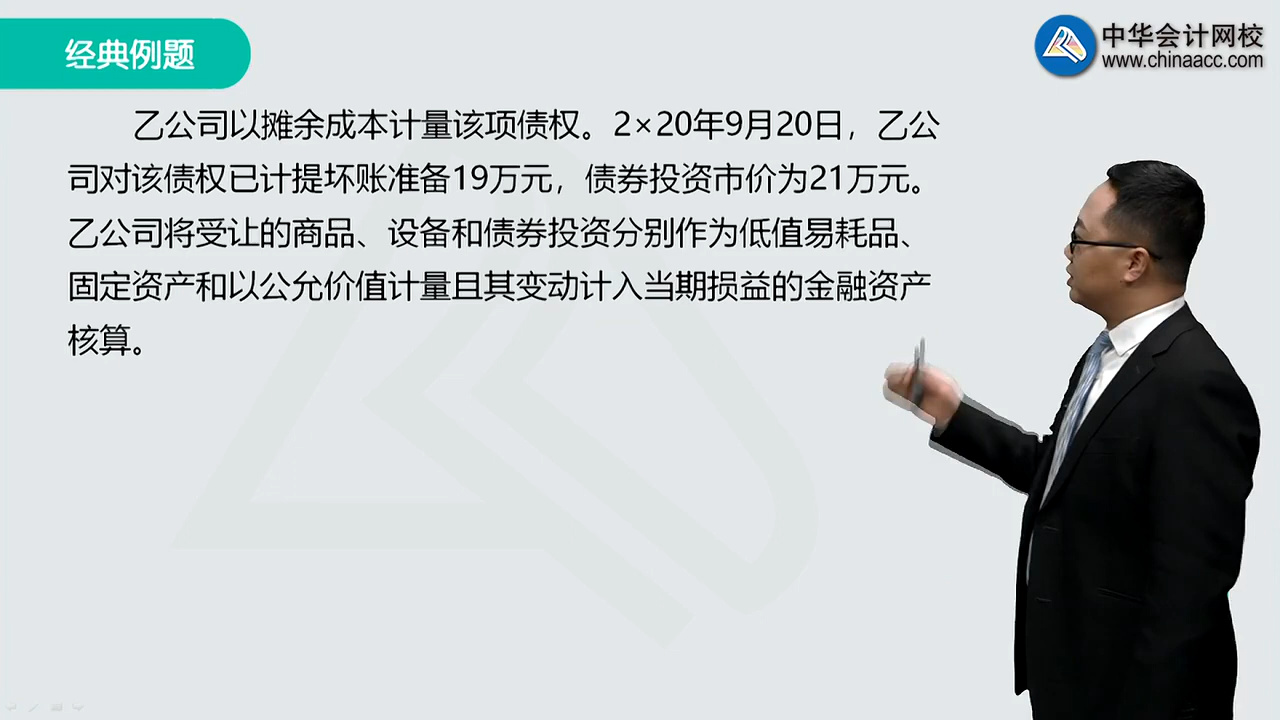 经典例题
中华会计网校
www.chinaacc.com
乙公司以摊余成本计量该项债权。2×20年9月20日，乙公
司对该债权已计提坏账准备19万元，债券投资市价为21万元。
乙公司将受让的商品、设备和债券投资分别作为低值易耗品、
固定资产和以公允价值计量且其变动计入当期损益的金融资产
核算。